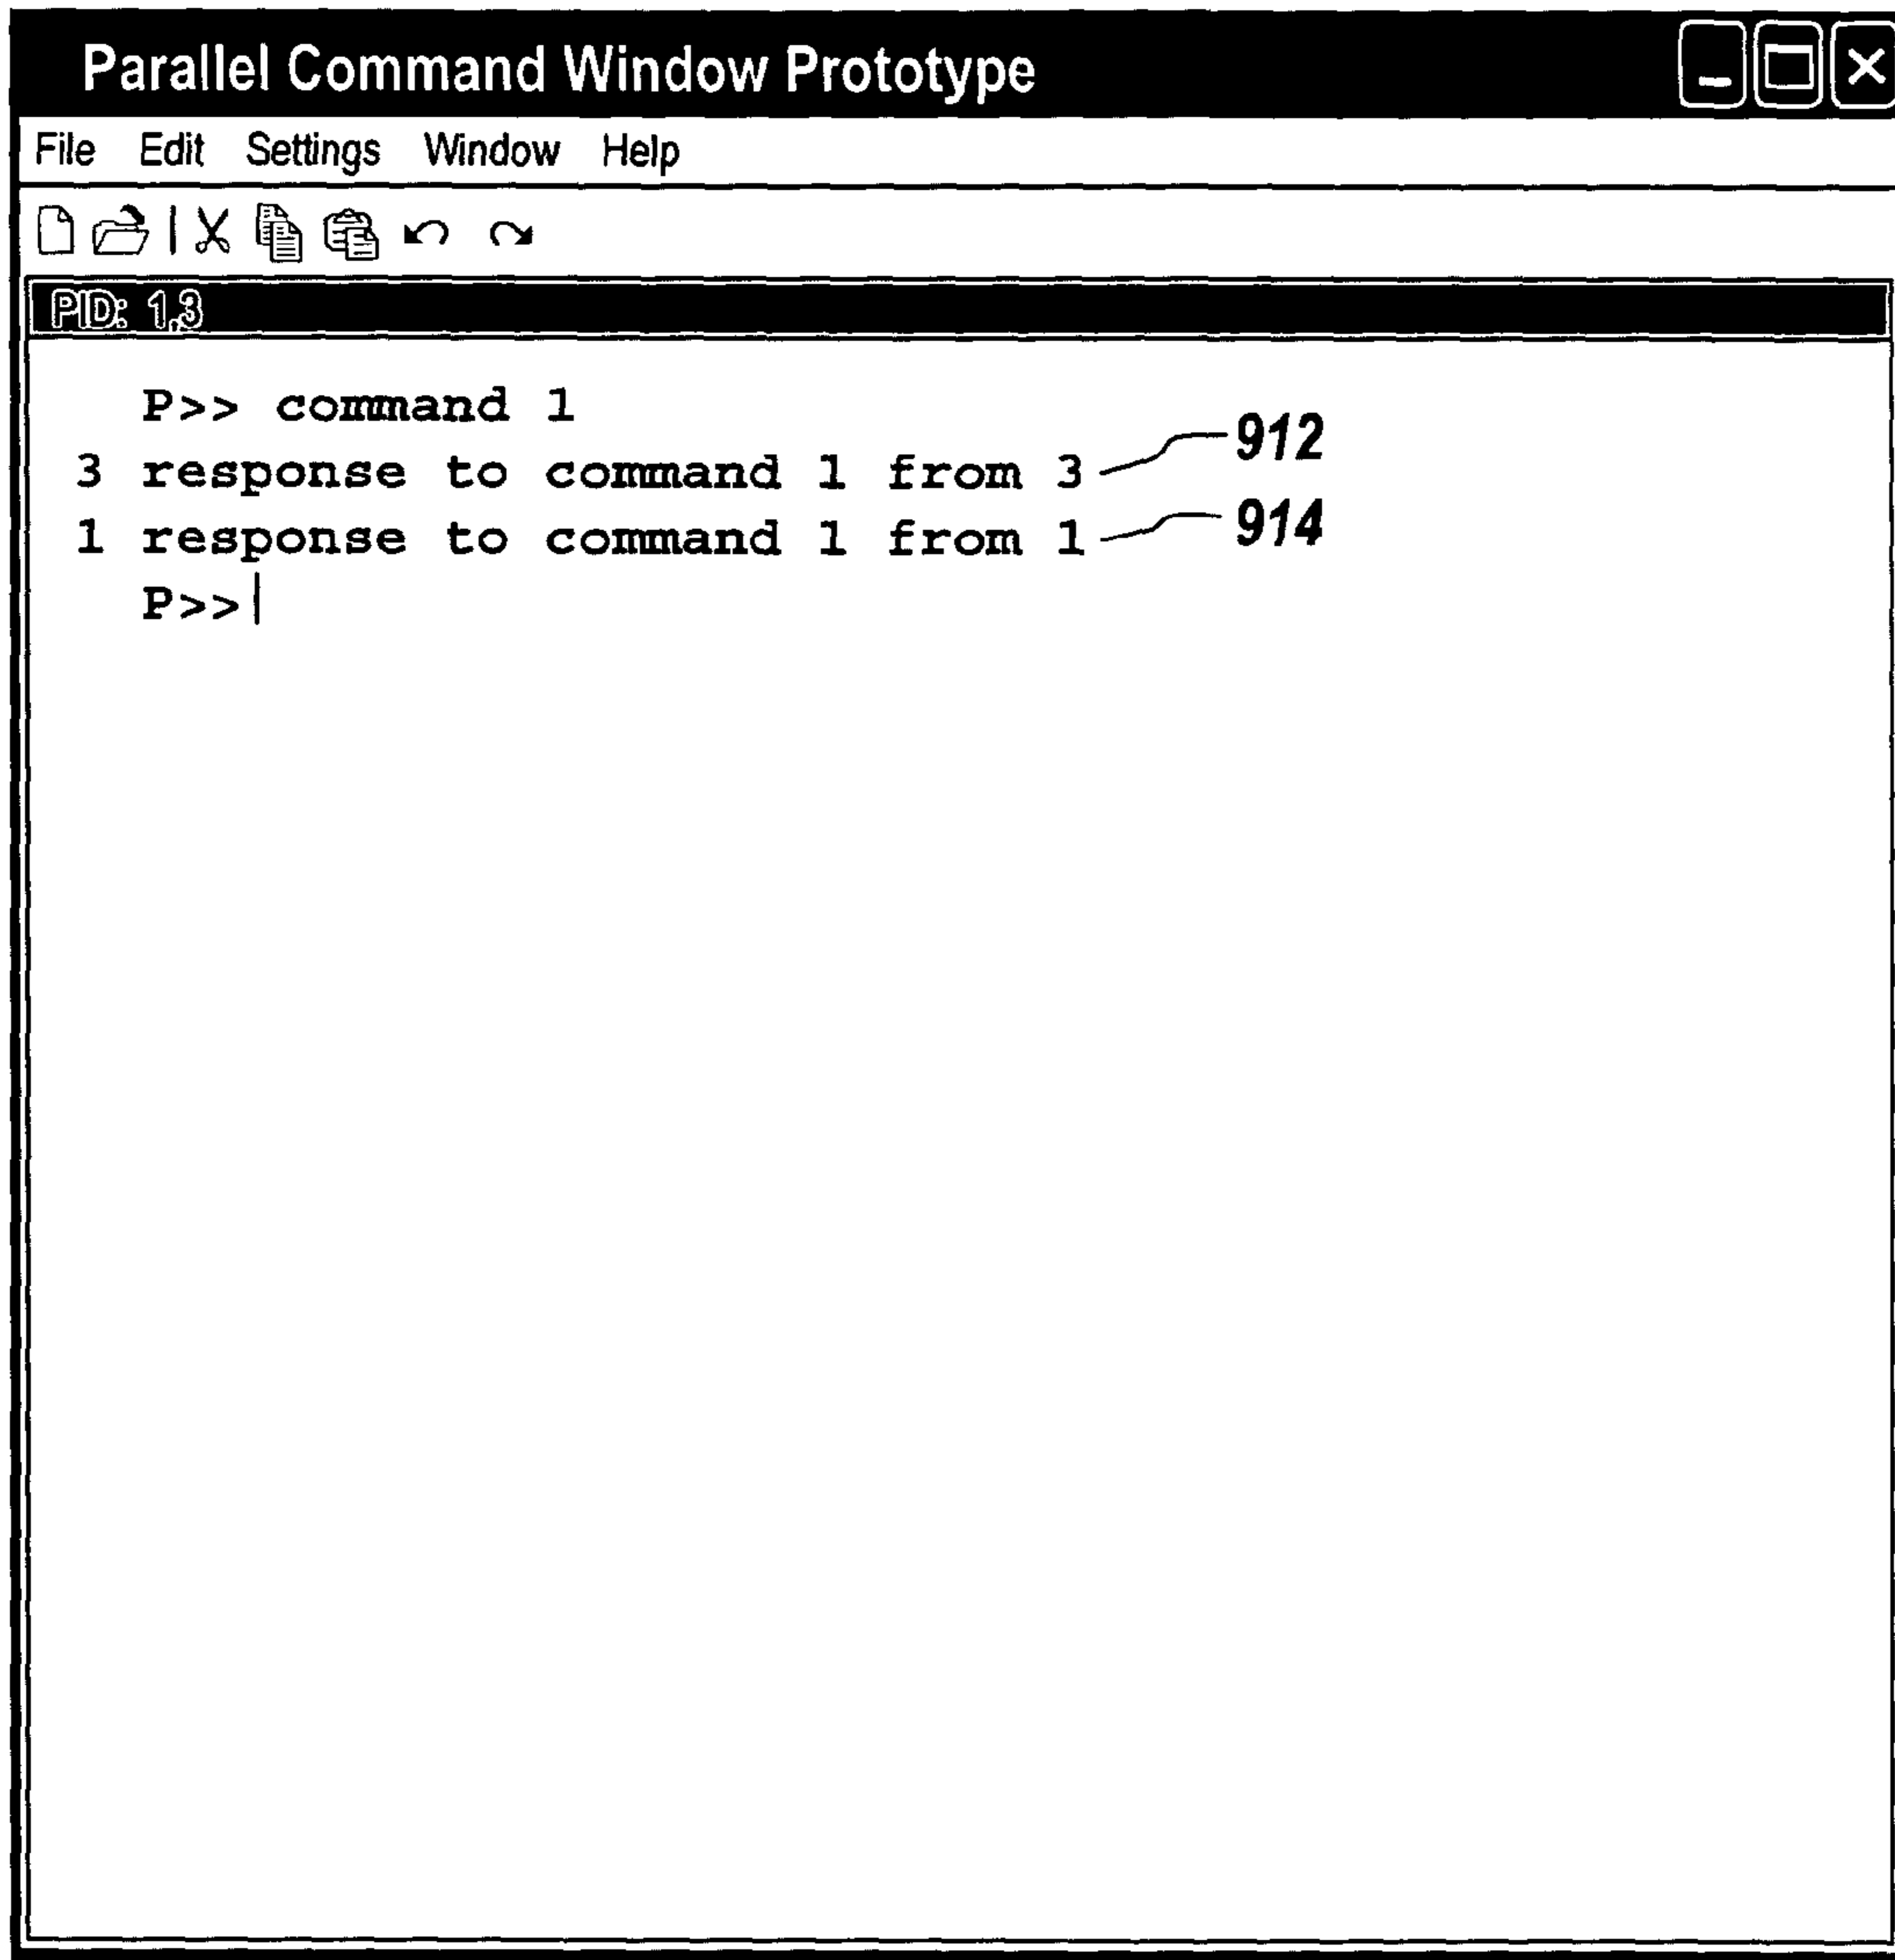 Parallel Command Window Prototype
File Edit Settings Window Help
PID: 1,3
P>> command 1
3 response to command 1 from 3 912
1 response to command 1 from 1 914
P>>